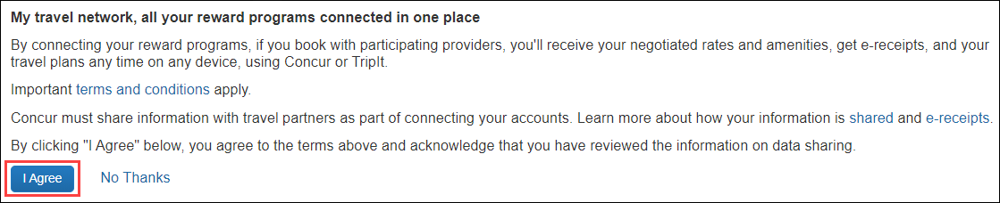 My travel network, all your reward programs connected in one place
By connecting your reward programs, if you book with participating providers, you'll receive your negotiated rates and amenities, get e-receipts, and your
travel plans any time on any device, using Concur or TripIt.
Important terms and conditions apply.
Concur must share information with travel partners as part of connecting your accounts. Learn more about how your information is shared and e-receipts.
By clicking "I Agree" below, you agree to the terms above and acknowledge that you have reviewed the information on data sharing.
I Agree No Thanks